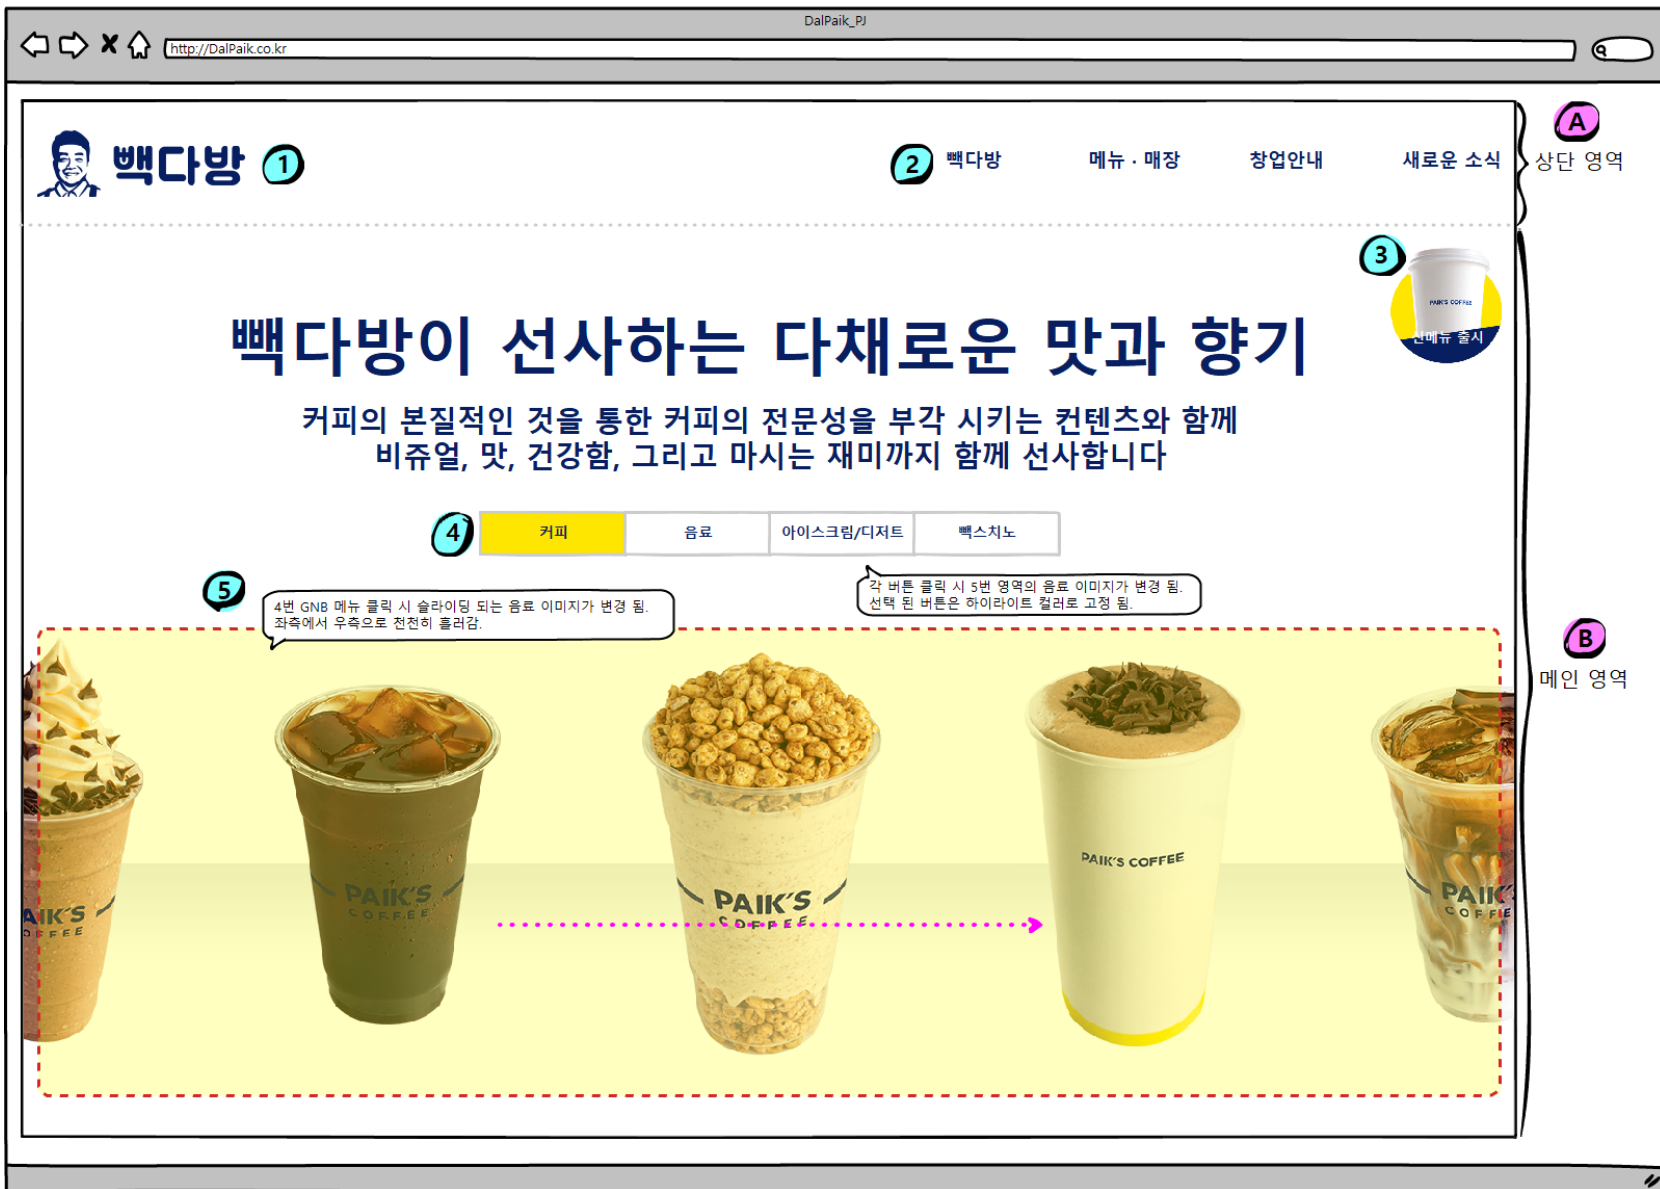 DalPaik_PJ
http://DalPaik.co.kr
빽다방
1
2
빽다방
메뉴 · 매장
창업안내
새로운 소식
A
상단 영역
3
PAIK'S COFFEE
신메뉴 출시
빽다방이 선사하는 다채로운 맛과 향기
커피의 본질적인 것을 통한 커피의 전문성을 부각 시키는 컨텐츠와 함께
비쥬얼, 맛, 건강함, 그리고 마시는 재미까지 함께 선사합니다
4
커피
음료
아이스크림/디저트
빽스치노
5
4번 GNB 메뉴 클릭 시 슬라이딩 되는 음료 이미지가 변경 됨.
좌측에서 우측으로 천천히 흘러감.
각 버튼 클릭 시 5번 영역의 음료 이미지가 변경 됨.
선택 된 버튼은 하이라이트 컬러로 고정 됨.
B
메인 영역
AIK'S
OFFEE
PAIK'S
COFFEE
PAIK'S
COFFEE
PAIK'S COFFEE
PAIK'S
COFFE